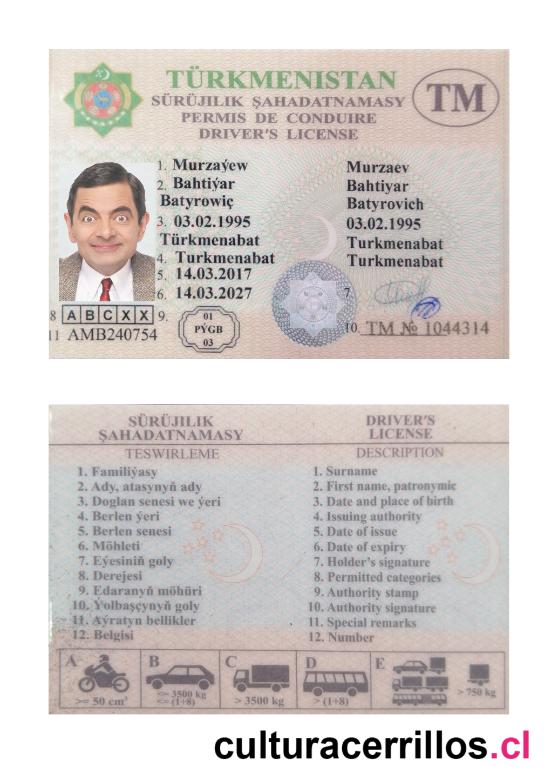 TÜRKMENISTAN
SÜRÜJILIK ŞAHADATNAMASY
PERMIS DE CONDUIRE
DRIVER'S LICENSE
TM
1. Murzaýew Murzaev
2. Bahtiýar Bahtiyar
Batyrowiç Batyrovich
3. 03.02.1995 03.02.1995
Türkmenabat Turkmenabat
4. Turkmenabat Turkmenabat
5. 14.03.2017
6. 14.03.2027 7
8 A B C X X 9.
01
PÝGB
03
11 AMB240754
10. TM № 1044314
SÜRÜJILIK
ŞAHADATNAMASY
TESWIRLEME
1. Familiýasy
2. Ady, atasynyň ady
3. Doglan senesi we ýeri
4. Berlen ýeri
5. Berlen senesi
6. Möhleti
7. Eýesiniň goly
8. Derejesi
9. Edaranyň möhüri
10. Ýolbaşçynyň goly
11. Aýratyn bellikler
12. Belgisi
DRIVER'S
LICENSE
DESCRIPTION
1. Surname
2. First name, patronymic
3. Date and place of birth
4. Issuing authority
5. Date of issue
6. Date of expiry
7. Holder's signature
8. Permitted categories
9. Authority stamp
10. Authority signature
11. Special remarks
12. Number
A B C D E
>= 50 cm³
<= 3500 kg
<= (1+8)
> 3500 kg
> (1+8)
> 750 kg
culturacerrillos.cl